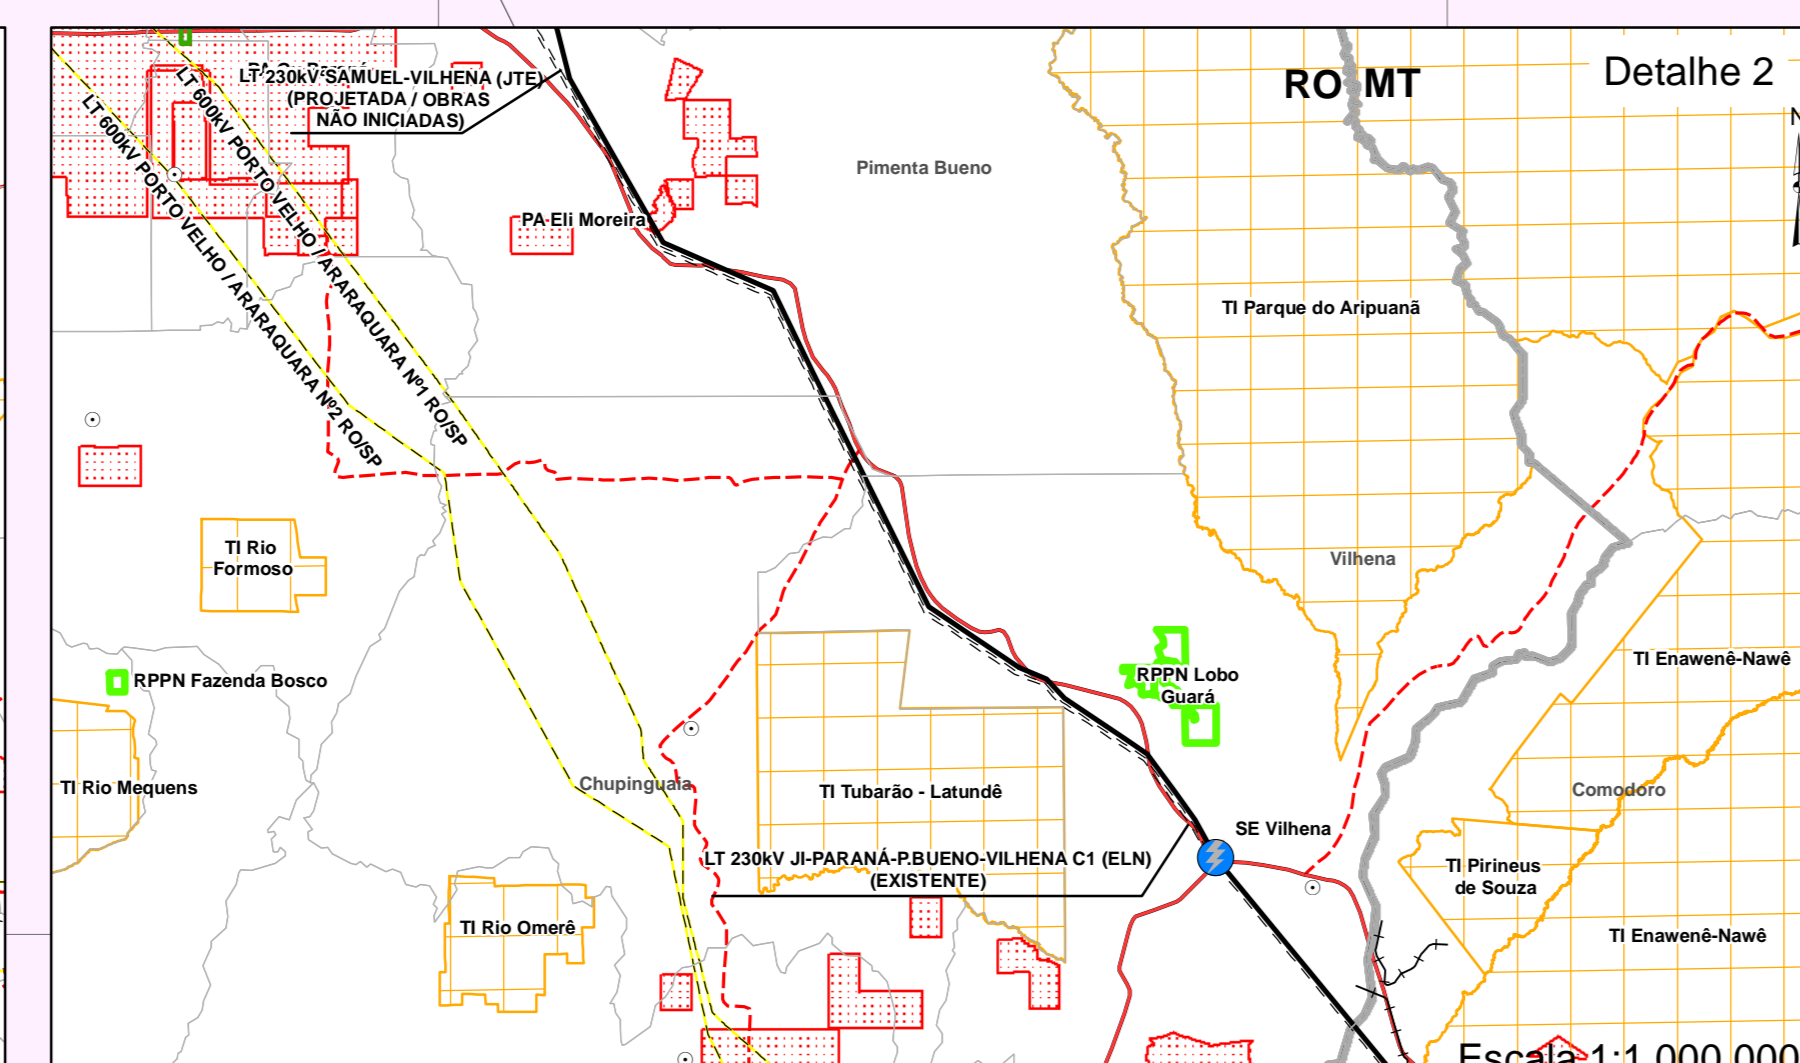 Detalhe 2
RO MT
N
LT 230kV SAMUEL-VILHENA (JTE)
(PROJETADA / OBRAS
NÃO INICIADAS)
LT 600kV PORTO VELHO / ARARAQUARA Nº1 RO/SP
LT 600kV PORTO VELHO / ARARAQUARA Nº2 RO/SP
Pimenta Bueno
PA Eli Moreira
TI Parque do Aripuanã
TI Rio
Formoso
Vilhena
RPPN Fazenda Bosco
RPPN Lobo
Guará
TI Enawenê-Nawê
TI Rio Mequens
Chupinguaia
TI Tubarão - Latundê
Comodoro
SE Vilhena
LT 230kV JI-PARANÁ-P.BUENO-VILHENA C1 (ELN)
(EXISTENTE)
TI Pirineus
de Souza
TI Rio Omerê
TI Enawenê-Nawê
Escala 1:1.000.000